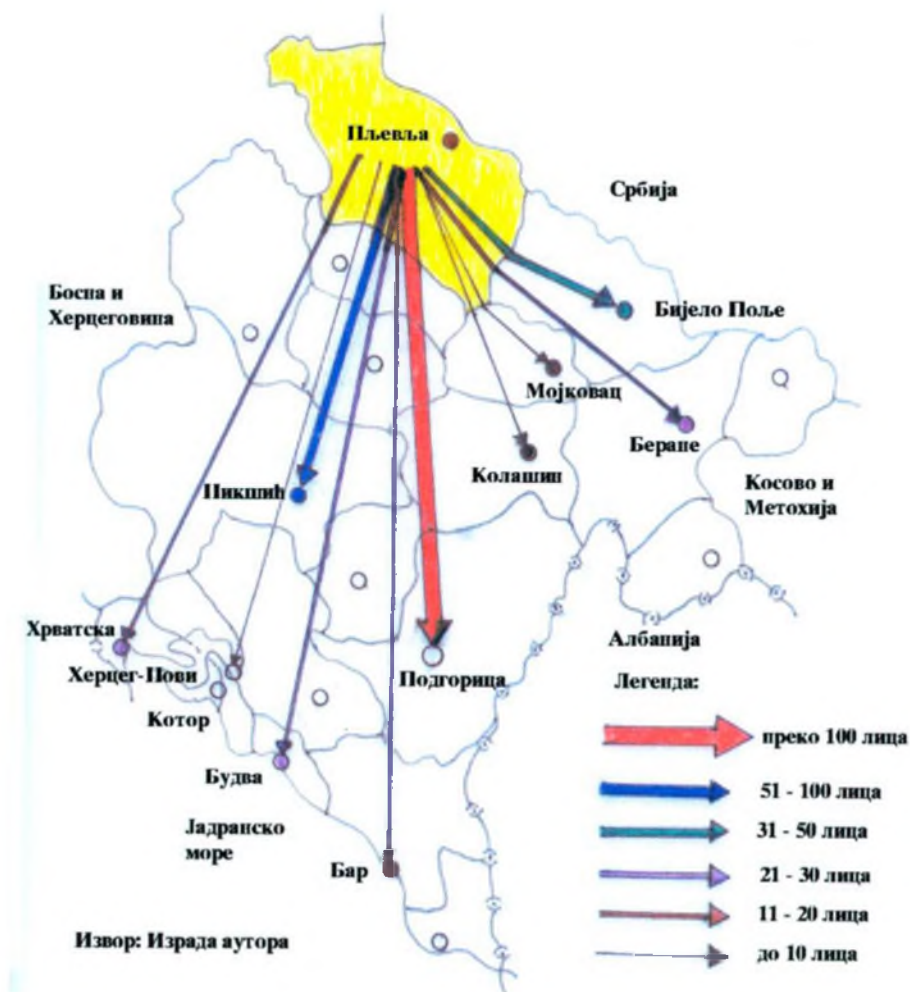 Пљевља
Србија
Босна и
Херцеговина
Бијело Поље
Мојковац
Беране
Колашин
Никшић
Косово и
Метохија
Хрватска
Албанија
Херцег-Нови
Подгорица
Легенда:
Котор
преко 100 лица
Будва
51 - 100 лица
Јадранско
море
31 - 50 лица
Бар
21 - 30 лица
11 - 20 лица
Извор: Израда аутора
до 10 лица